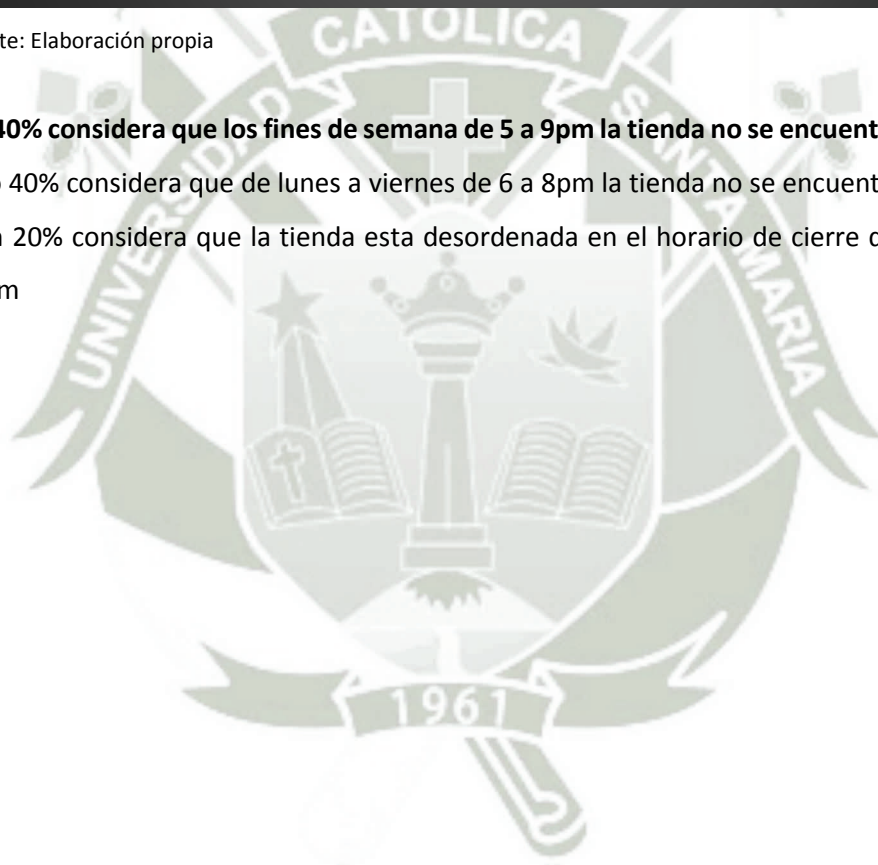 te: Elaboración propia
40% considera que los fines de semana de 5 a 9pm la tienda no se encuent
40% considera que de lunes a viernes de 6 a 8pm la tienda no se encuent
20% considera que la tienda esta desordenada en el horario de cierre
m
UNIVERSIDAD CATOLICA SANTA MARIA
1961